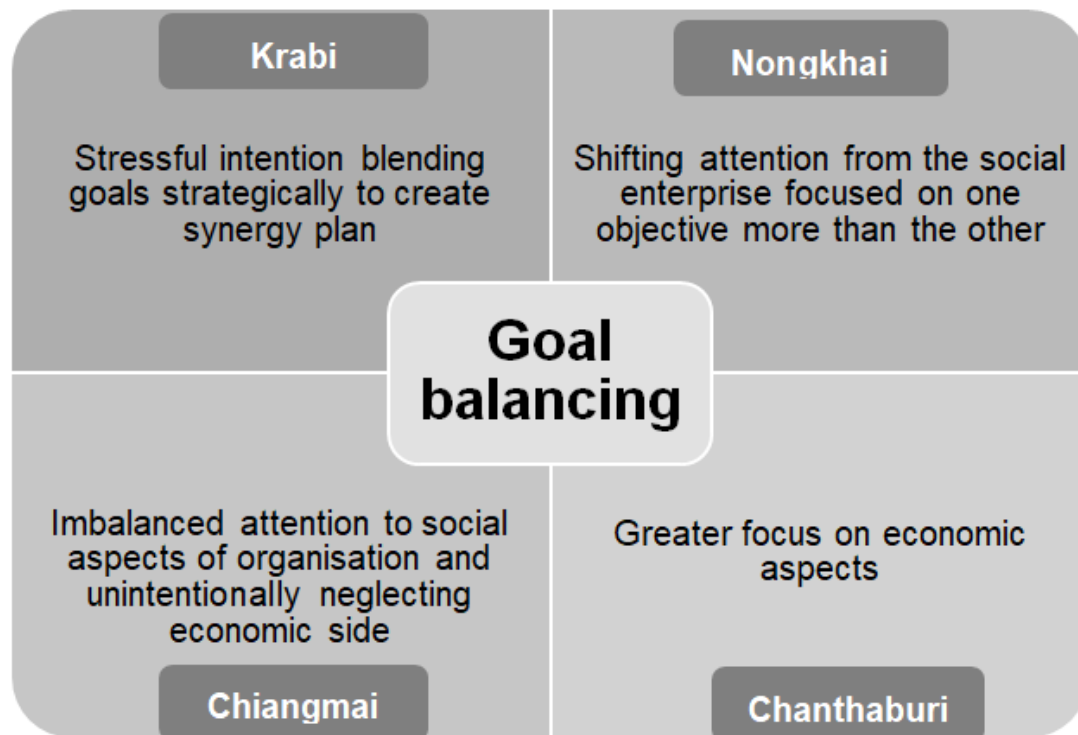 Krabi
Stressful intention blending
goals strategically to create
synergy plan
Nongkhai
Shifting attention from the social
enterprise focused on one
objective more than the other
Goal
balancing
Imbalanced attention to social
aspects of organisation and
unintentionally neglecting
economic side
Chiangmai
Greater focus on economic
aspects
Chanthaburi